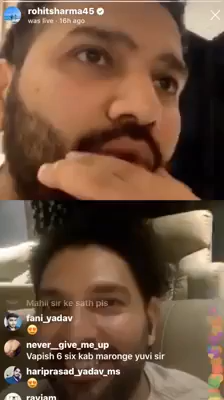 rohitsharma45
was live · 16h ago
Mahii sir ke sath pls
fani_yadav
never__give_me_up
Vapish 6 six kab maronge yuvi sir
hariprasad_yadav_ms
raviam